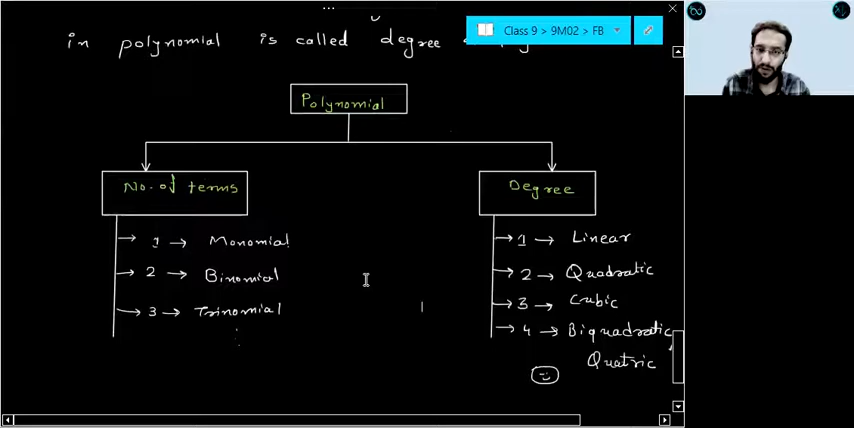 in polynomial is called degree
Class 9 > 9M02 > FB
Polynomial
No. of terms
1 → Monomial
2 → Binomial
3 → Trinomial
Degree
1 → Linear
2 → Quadratic
3 → Cubic
4 → Biquadratic,
Quatric